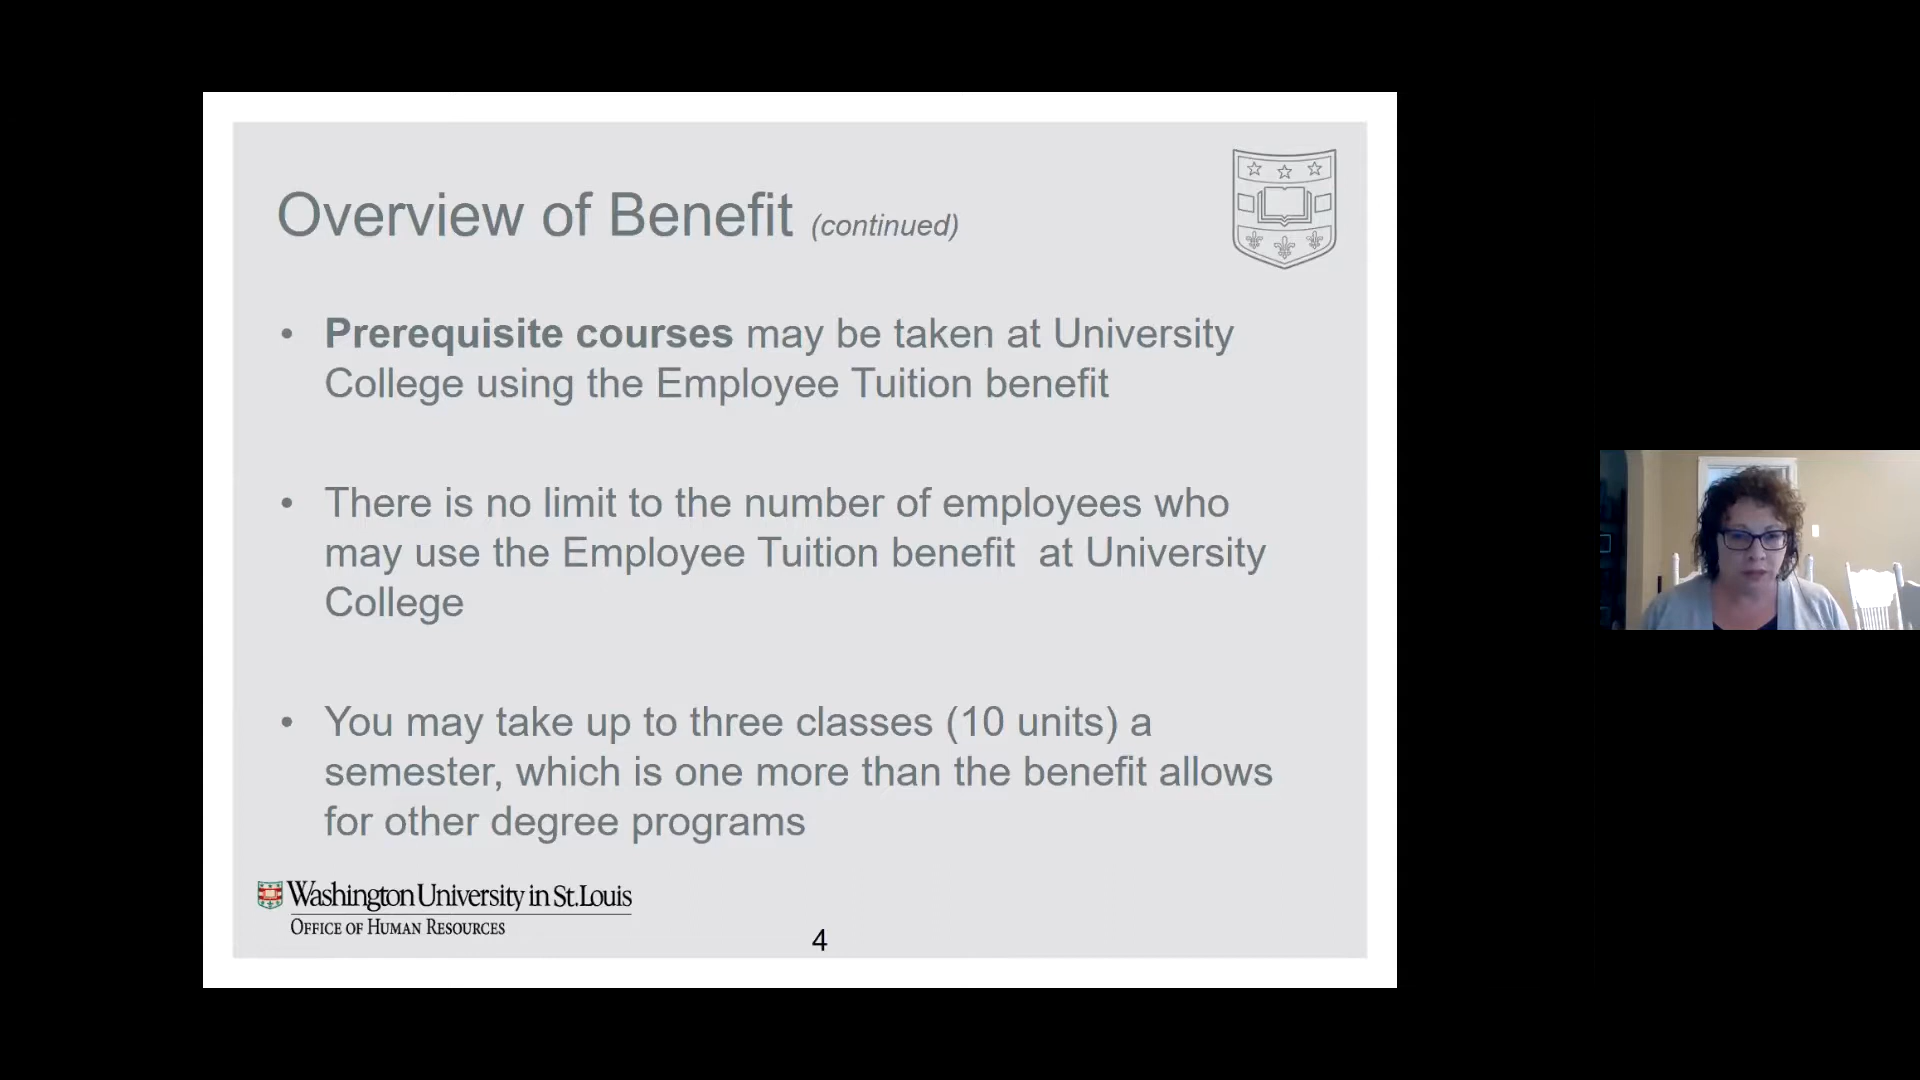 Overview of Benefit (continued)
• Prerequisite courses may be taken at University
College using the Employee Tuition benefit
• There is no limit to the number of employees who
may use the Employee Tuition benefit at University
College
• You may take up to three classes (10 units) a
semester, which is one more than the benefit allows
for other degree programs
Washington University in St. Louis
OFFICE OF HUMAN RESOURCES
4